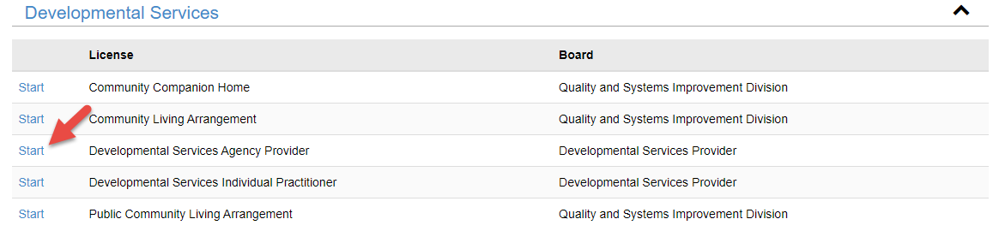 Developmental Services
License Board
Start Community Companion Home Quality and Systems Improvement Division
Start Community Living Arrangement Quality and Systems Improvement Division
Start Developmental Services Agency Provider Developmental Services Provider
Start Developmental Services Individual Practitioner Developmental Services Provider
Start Public Community Living Arrangement Quality and Systems Improvement Division